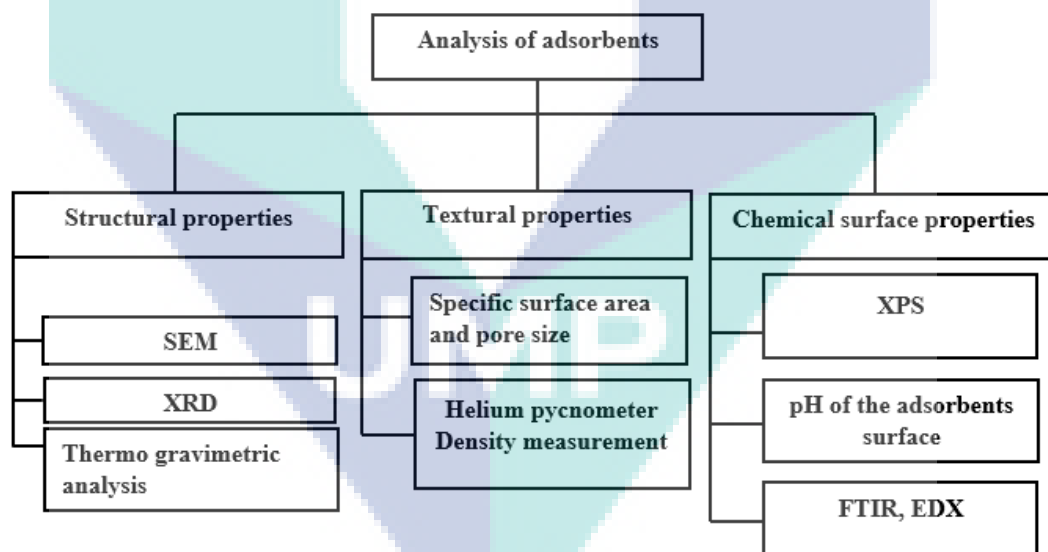 Analysis of adsorbents
Structural properties
Textural properties
Chemical surface properties
SEM
XRD
Thermo gravimetric
analysis
Specific surface area
and pore size
Helium pycnometer
Density measurement
XPS
pH of the adsorbents
surface
FTIR, EDX
UMP